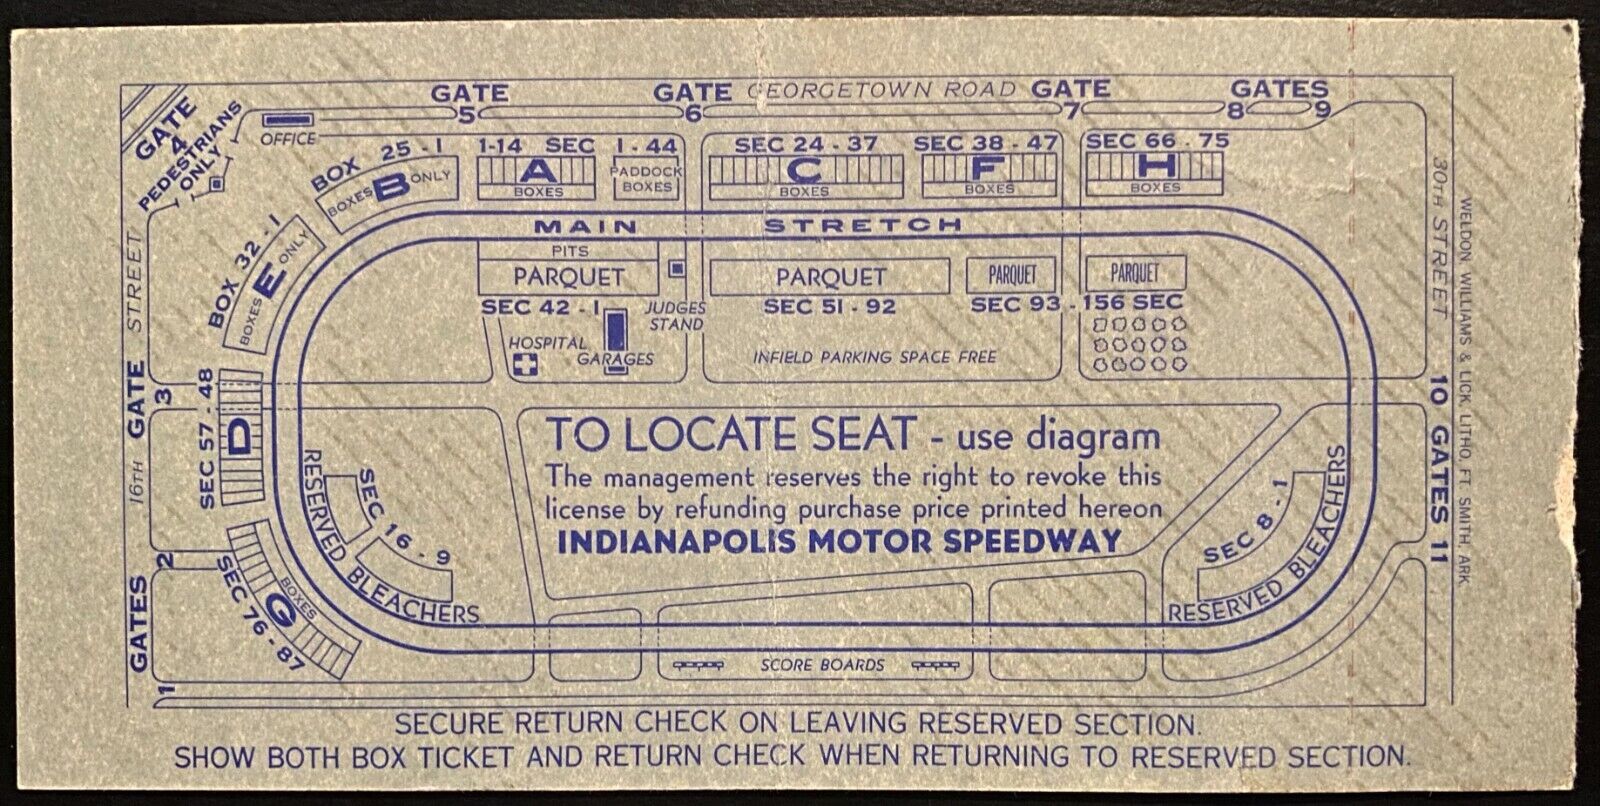 GATE 5
GATE 6
GEORGETOWN ROAD
GATE 7
GATES 8 9
GATE 4
PEDESTRIANS ONLY
OFFICE
BOX 25 - 1
BOXES B ONLY
1-14 SEC 1 - 44
A
BOXES
PADDOCK BOXES
SEC 24 - 37
C
BOXES
SEC 38 - 47
F
BOXES
SEC 66 - 75
H
BOXES
30TH STREET
WELDON WILLIAMS & LICK LITHO, FT. SMITH, ARK
MAIN STRETCH
BOX 32 - 1
BOXES E ONLY
PITS
PARQUET
PARQUET
PARQUET
PARQUET
SEC 42 - 1
JUDGES STAND
SEC 51 - 92
SEC 93 - 156 SEC
HOSPITAL
GARAGES
INFIELD PARKING SPACE FREE
16TH STREET
GATE 3
SEC 57 - 48
D
TO LOCATE SEAT - use diagram
The management reserves the right to revoke this
license by refunding purchase price printed hereon
INDIANAPOLIS MOTOR SPEEDWAY
RESERVED BLEACHERS
SEC 16 - 9
SEC 8 - 1
RESERVED BLEACHERS
10 GATES 11
GATES 1 2
SEC 76 - 87
G
BOXES
SCORE BOARDS
SECURE RETURN CHECK ON LEAVING RESERVED SECTION.
SHOW BOTH BOX TICKET AND RETURN CHECK WHEN RETURNING TO RESERVED SECTION.